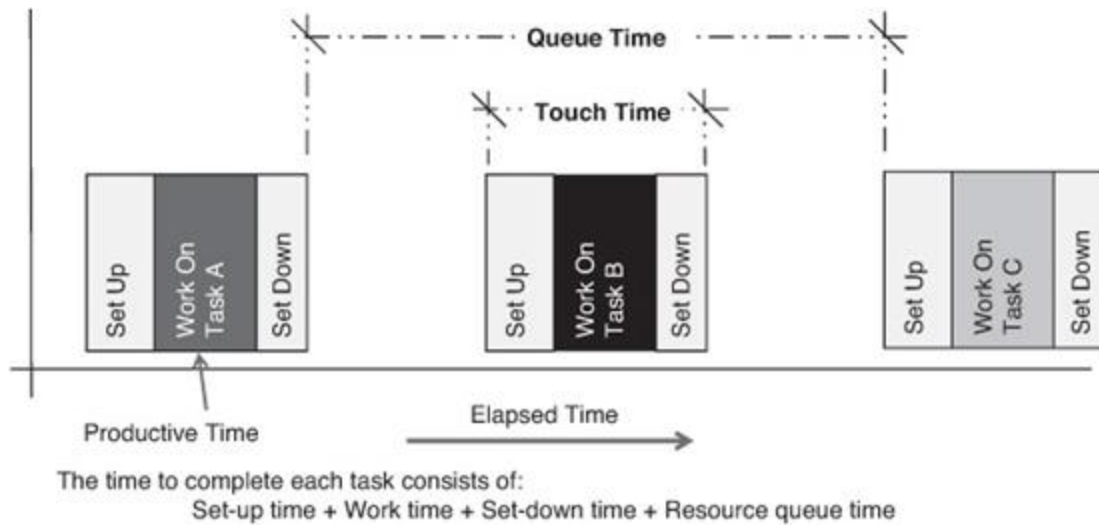 Queue Time
Touch Time
Set Up
Work On
Task A
Set Down
Set Up
Work On
Task B
Set Down
Set Up
Work On
Task C
Set Down
Productive Time
Elapsed Time
The time to complete each task consists of:
Set-up time + Work time + Set-down time + Resource queue time